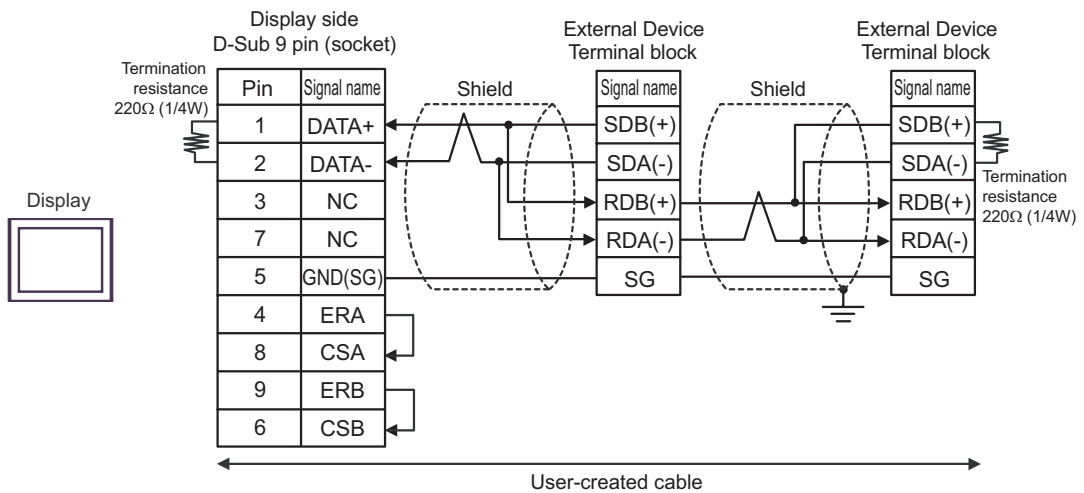 Display side
D-Sub 9 pin (socket)
External Device
Terminal block
External Device
Terminal block
Termination
resistance
220Ω (1/4W)
Pin Signal name
Shield
Signal name
Shield
Signal name
1 DATA+
SDB(+)
SDB(+)
2 DATA-
SDA(-)
SDA(-)
Termination
resistance
220Ω (1/4W)
Display
3 NC
RDB(+)
RDB(+)
7 NC
RDA(-)
RDA(-)
5 GND(SG)
SG
SG
4 ERA
8 CSA
9 ERB
6 CSB
User-created cable